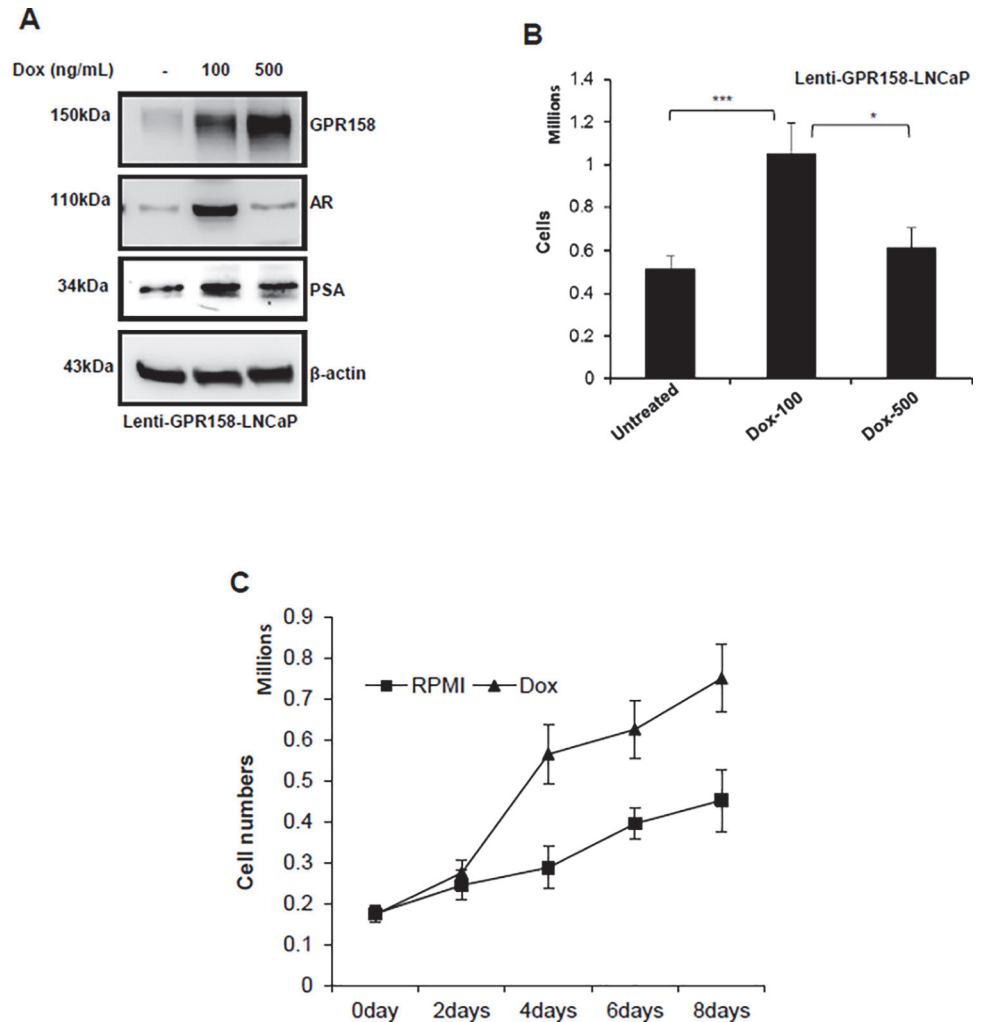 A
Dox (ng/mL) - 100 500
150kDa GPR158
110kDa AR
34kDa PSA
43kDa β-actin
Lenti-GPR158-LNCaP
B
Lenti-GPR158-LNCaP
Millions
Cells
1.4
1.2
1
0.8
0.6
0.4
0.2
0
*** *
Untreated Dox-100 Dox-500
C
Millions
Cell numbers
0.9
0.8
0.7
0.6
0.5
0.4
0.3
0.2
0.1
0
RPMI Dox
0day 2days 4days 6days 8days